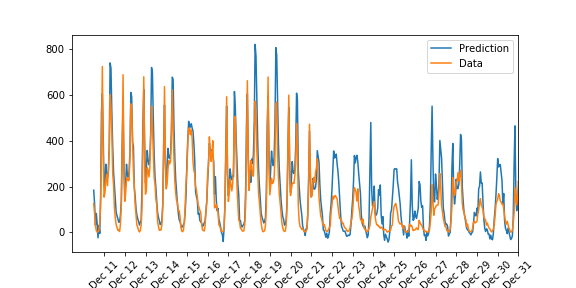 800
600
400
200
0
Prediction
Data
Dec 11
Dec 12
Dec 13
Dec 14
Dec 15
Dec 16
Dec 17
Dec 18
Dec 19
Dec 20
Dec 21
Dec 22
Dec 23
Dec 24
Dec 25
Dec 26
Dec 27
Dec 28
Dec 29
Dec 30
Dec 31